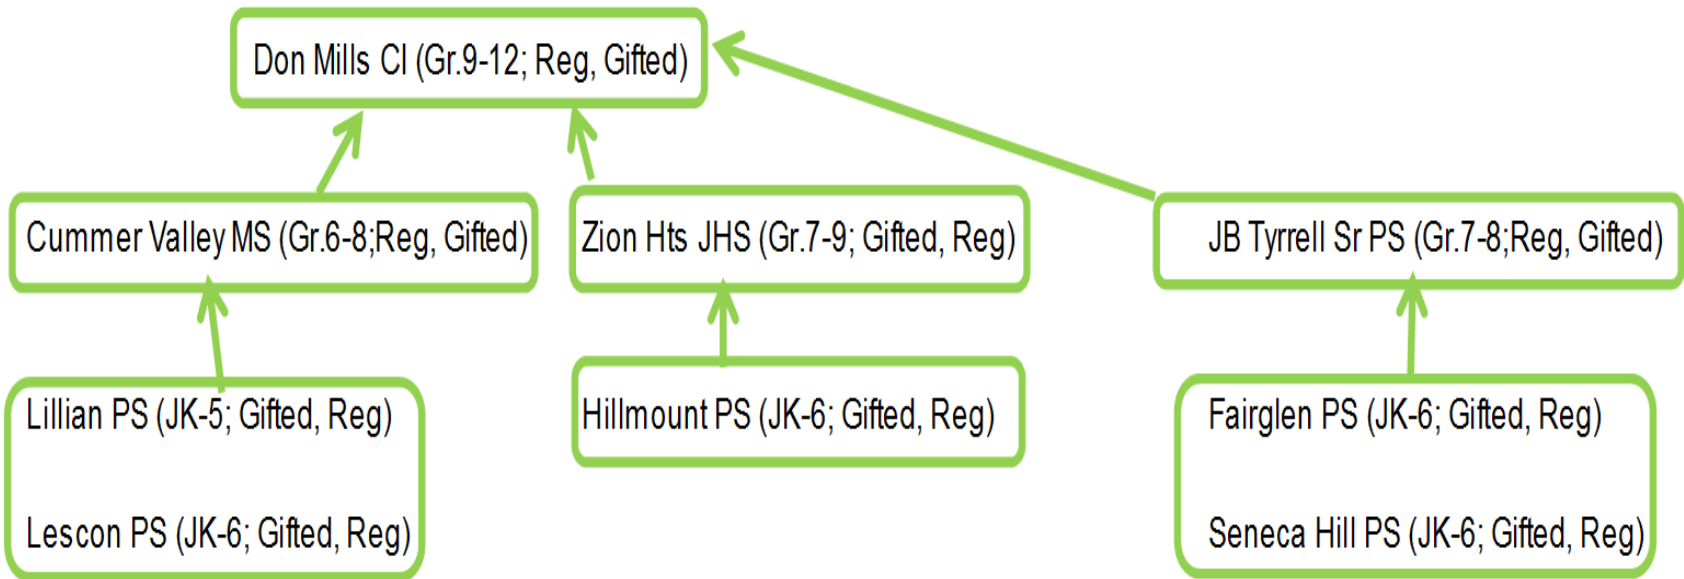 Don Mills CI (Gr.9-12; Reg, Gifted)
Cummer Valley MS (Gr.6-8;Reg, Gifted)
Zion Hts JHS (Gr.7-9; Gifted, Reg)
JB Tyrrell Sr PS (Gr.7-8;Reg, Gifted)
Lillian PS (JK-5; Gifted, Reg)
Lescon PS (JK-6; Gifted, Reg)
Hillmount PS (JK-6; Gifted, Reg)
Fairglen PS (JK-6; Gifted, Reg)
Seneca Hill PS (JK-6; Gifted, Reg)